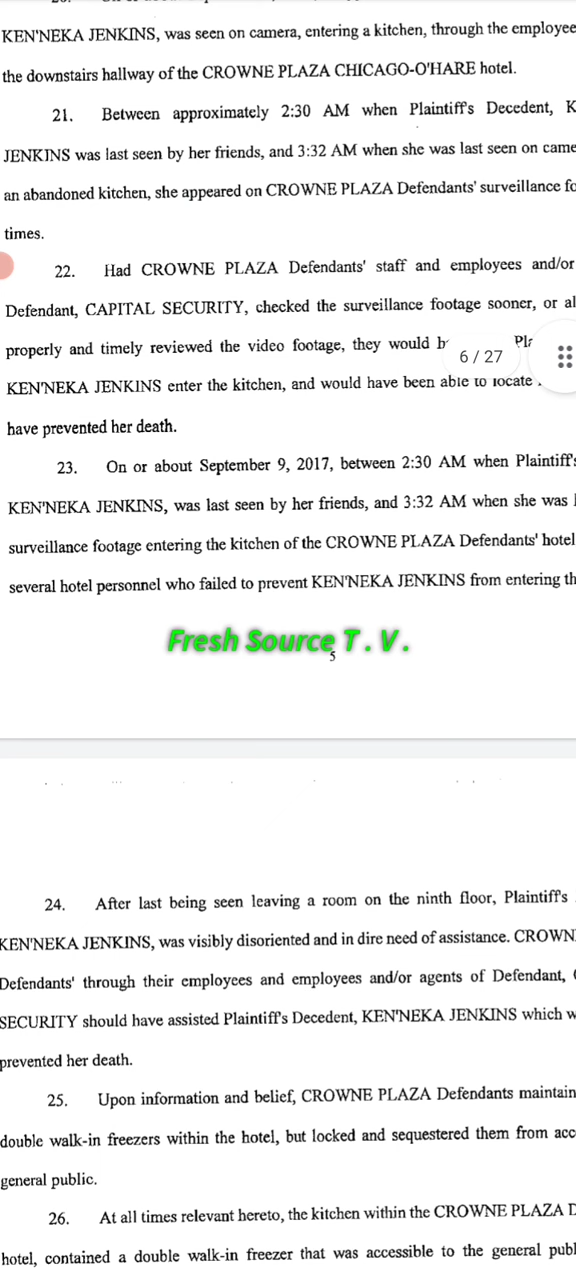 KEN'NEKA JENKINS, was seen on camera, entering a kitchen, through the employee
the downstairs hallway of the CROWNE PLAZA CHICAGO-O'HARE hotel.
21. Between approximately 2:30 AM when Plaintiff's Decedent, K
JENKINS was last seen by her friends, and 3:32 AM when she was last seen on came
an abandoned kitchen, she appeared on CROWNE PLAZA Defendants' surveillance fo
times.
22. Had CROWNE PLAZA Defendants' staff and employees and/or
Defendant, CAPITAL SECURITY, checked the surveillance footage sooner, or al
properly and timely reviewed the video footage, they would
6 / 27
KEN'NEKA JENKINS enter the kitchen, and would have been able to locate
have prevented her death.
23. On or about September 9, 2017, between 2:30 AM when Plaintiff's
KEN'NEKA JENKINS, was last seen by her friends, and 3:32 AM when she was
surveillance footage entering the kitchen of the CROWNE PLAZA Defendants' hotel
several hotel personnel who failed to prevent KEN'NEKA JENKINS from entering th
Fresh Source T.V.
5
24. After last being seen leaving a room on the ninth floor, Plaintiff's
KEN'NEKA JENKINS, was visibly disoriented and in dire need of assistance. CROWN
Defendants' through their employees and employees and/or agents of Defendant,
SECURITY should have assisted Plaintiff's Decedent, KEN'NEKA JENKINS which w
prevented her death.
25. Upon information and belief, CROWNE PLAZA Defendants maintain
double walk-in freezers within the hotel, but locked and sequestered them from acc
general public.
26. At all times relevant hereto, the kitchen within the CROWNE PLAZA D
hotel, contained a double walk-in freezer that was accessible to the general publ